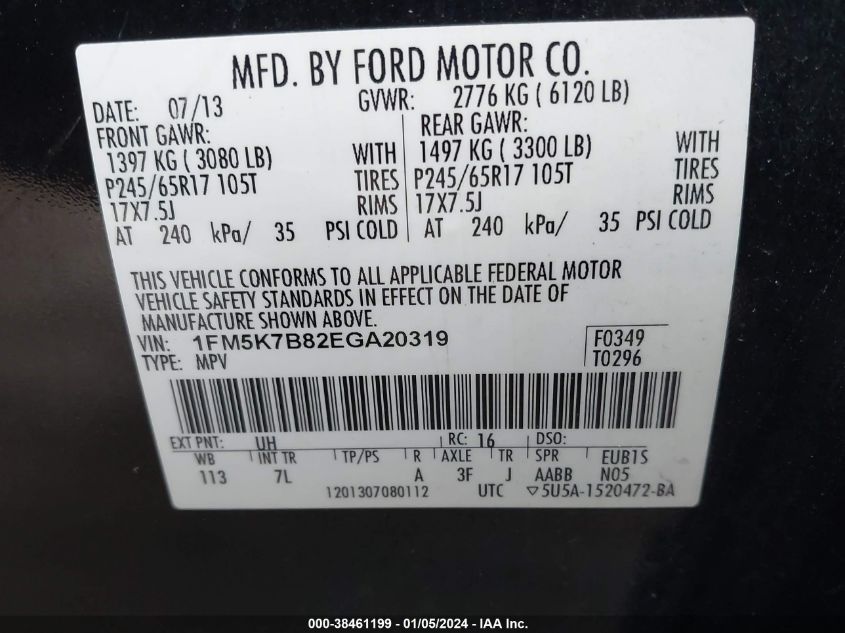 MFD. BY FORD MOTOR CO.
DATE: 07/13 GVWR: 2776 KG ( 6120 LB)
FRONT GAWR: REAR GAWR:
1397 KG ( 3080 LB) WITH 1497 KG ( 3300 LB) WITH
P245/65R17 105T TIRES P245/65R17 105T TIRES
17X7.5J RIMS 17X7.5J RIMS
AT 240 kPa/ 35 PSI COLD AT 240 kPa/ 35 PSI COLD
THIS VEHICLE CONFORMS TO ALL APPLICABLE FEDERAL MOTOR
VEHICLE SAFETY STANDARDS IN EFFECT ON THE DATE OF
MANUFACTURE SHOWN ABOVE.
VIN: 1FM5K7B82EGA20319 F0349
TYPE: MPV T0296
EXT PNT: UH RC: 16 DSO:
WB INT TR TP/PS R AXLE TR SPR EUB1S
113 7L A 3F J AABB N05
1201307080112 UTC ▽5U5A-1520472-BA
000-38461199 - 01/05/2024 - IAA Inc.